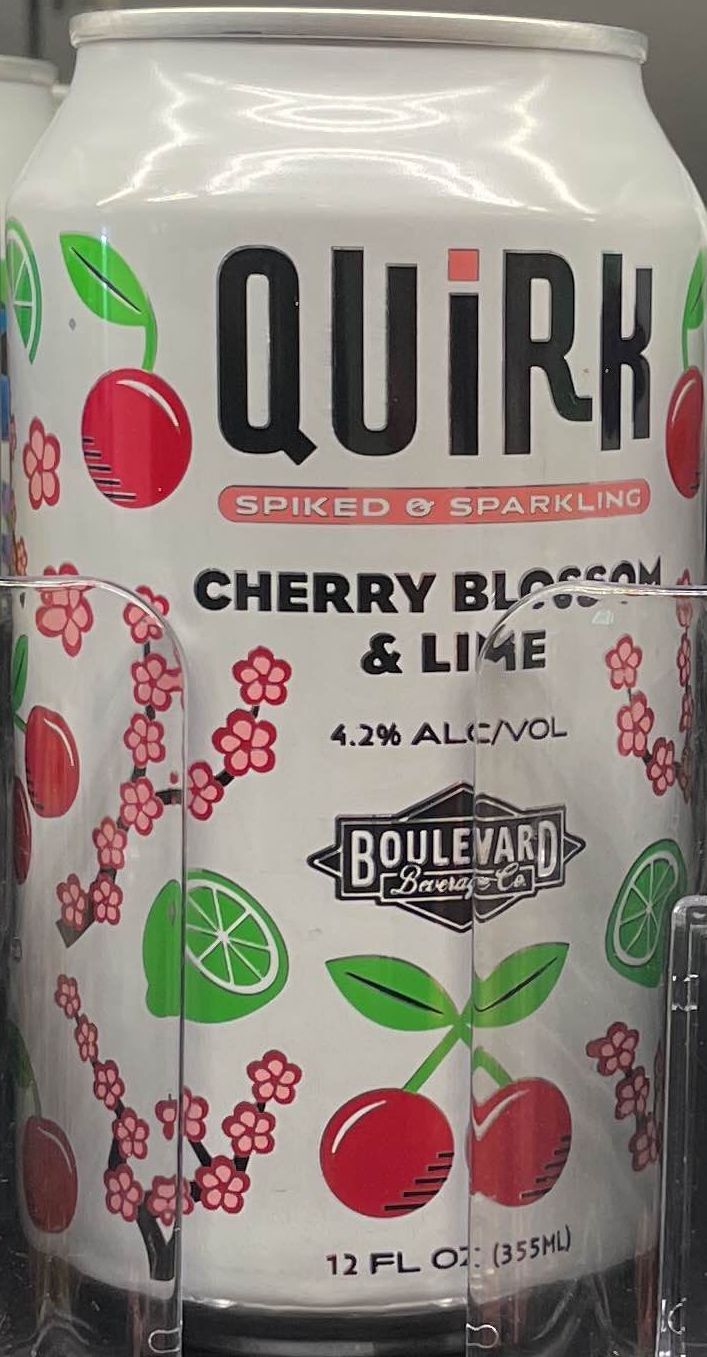 QUiRK
SPIKED & SPARKLING
CHERRY BLOSSOM
& LIME
4.2% ALC/VOL
BOULEVARD
Beverage Co.
12 FL OZ. (355ML)